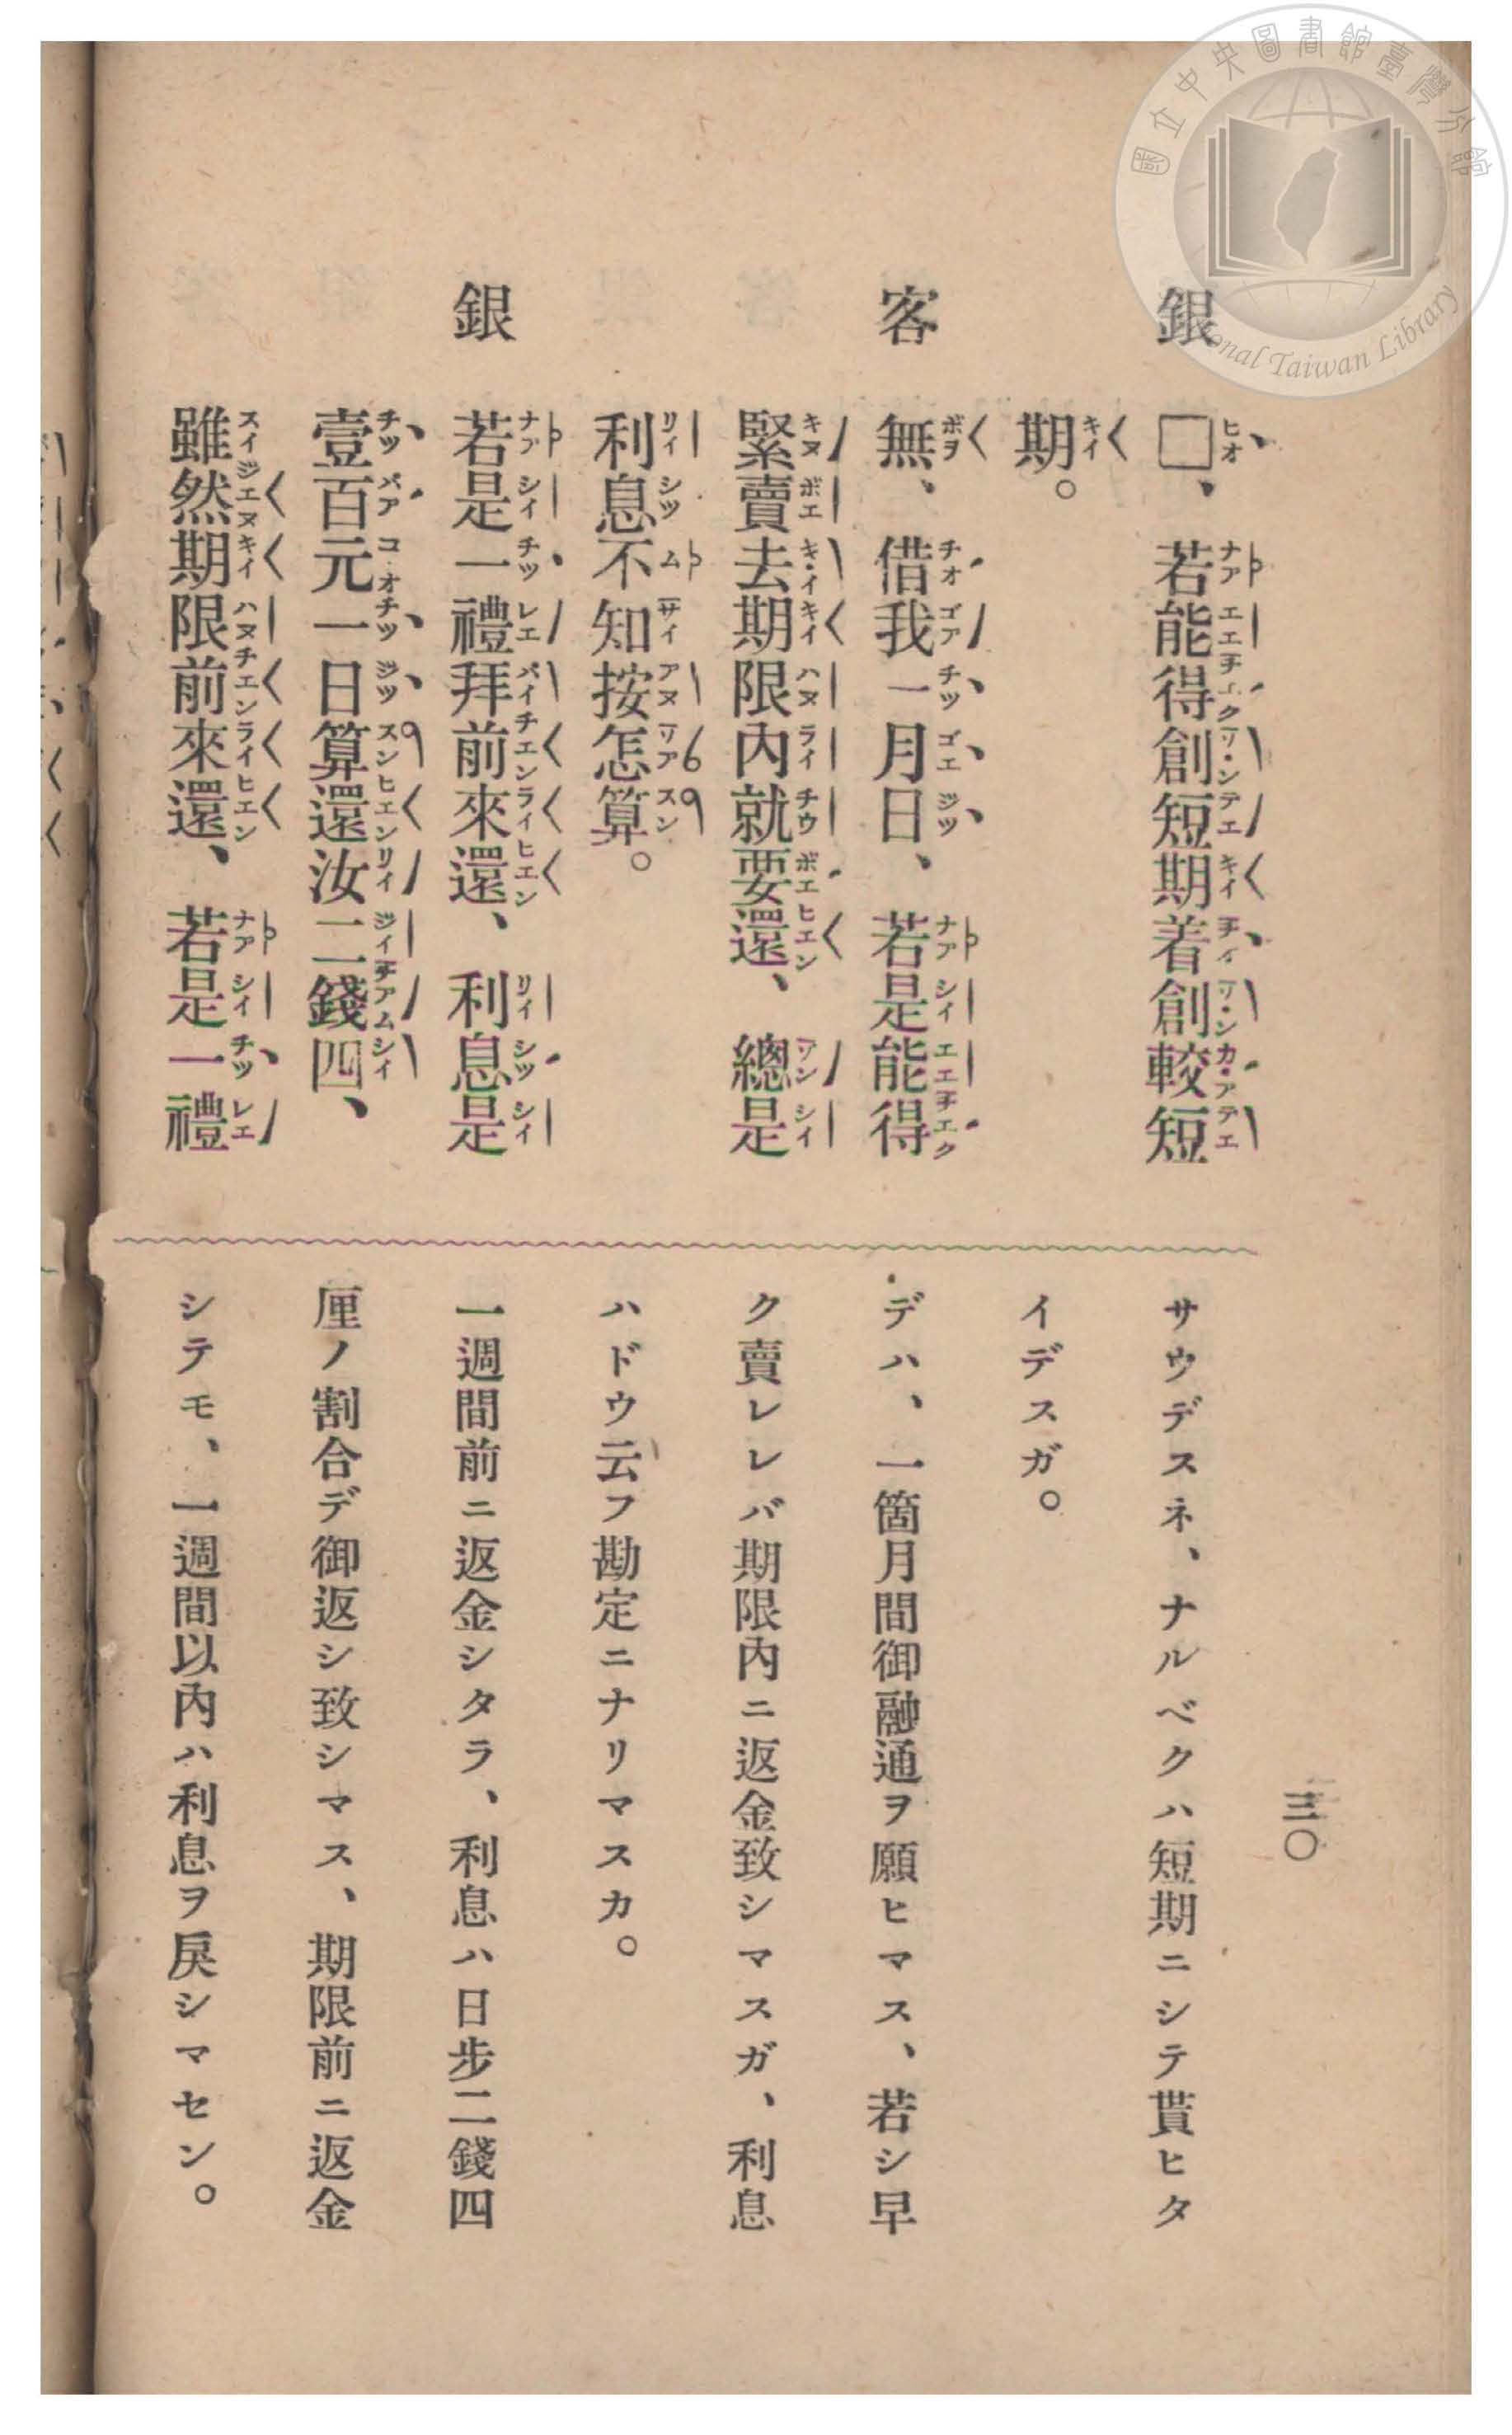 國立中央圖書館臺灣分館
National Taiwan Library
三〇
銀 □、若能得創短期着創較短
期。
客 無、借我一月日、若是能得
緊賣去期限內就要還、總是
利息不知按怎算。
銀 若是一禮拜前來還、利息是
壹百元一日算還汝二錢四、
雖然期限前來還、若是一禮
サウデスネ、ナルベクハ短期ニシテ貰ヒタ
イデスガ。
デハ、一箇月間御融通ヲ願ヒマス、若シ早
ク賣レレバ期限內ニ返金致シマスガ、利息
ハドウ云フ勘定ニナリマスカ。
一週間前ニ返金シタラ、利息ハ日步二錢四
厘ノ割合デ御返シ致シマス、期限前ニ返金
シテモ、一週間以內ハ利息ヲ戾シマセン。